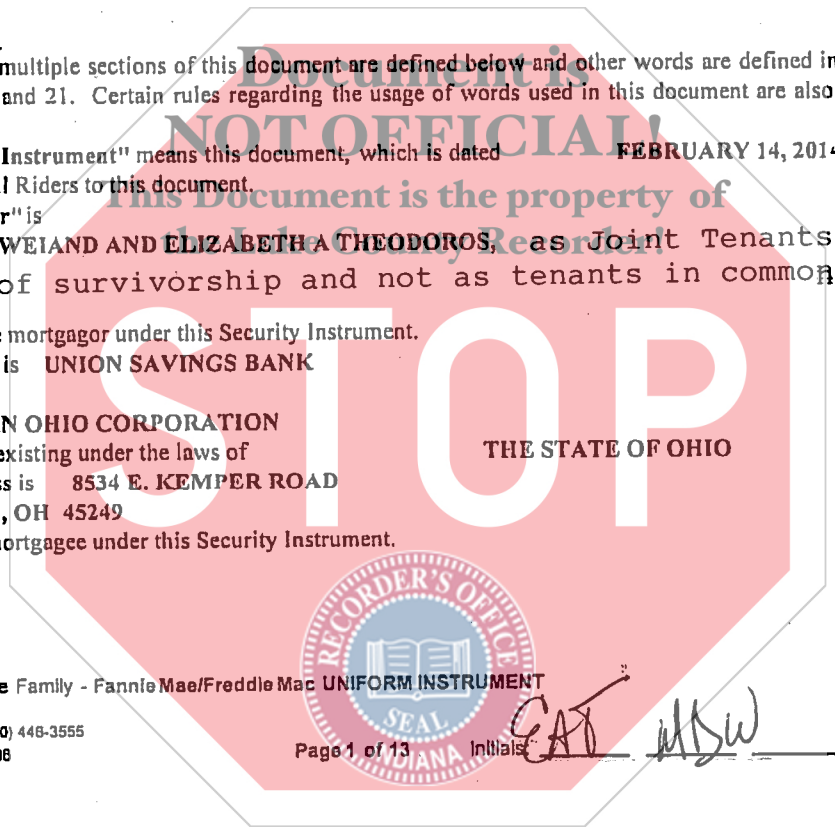 multiple sections of this document are defined below and other words are defined in
Document is
and 21. Certain rules regarding the usage of words used in this document are also
NOT OFFICIAL!
Instrument" means this document, which is dated FEBRUARY 14, 2014
l Riders to this document.
This Document is the property of
r" is
the Lake County Recorder!
WEIAND AND ELIZABETH A THEODOROS, as Joint Tenants
of survivorship and not as tenants in common
mortgagor under this Security Instrument.
is UNION SAVINGS BANK
STOP
N OHIO CORPORATION
existing under the laws of THE STATE OF OHIO
ss is 8534 E. KEMPER ROAD
, OH 45249
ortgagee under this Security Instrument.
RECORDER'S OFFICE
e Family - Fannie Mae/Freddie Mac UNIFORM INSTRUMENT
SEAL
0) 446-3555
Page 1 of 13 Initials: EAT MDW
INDIANA